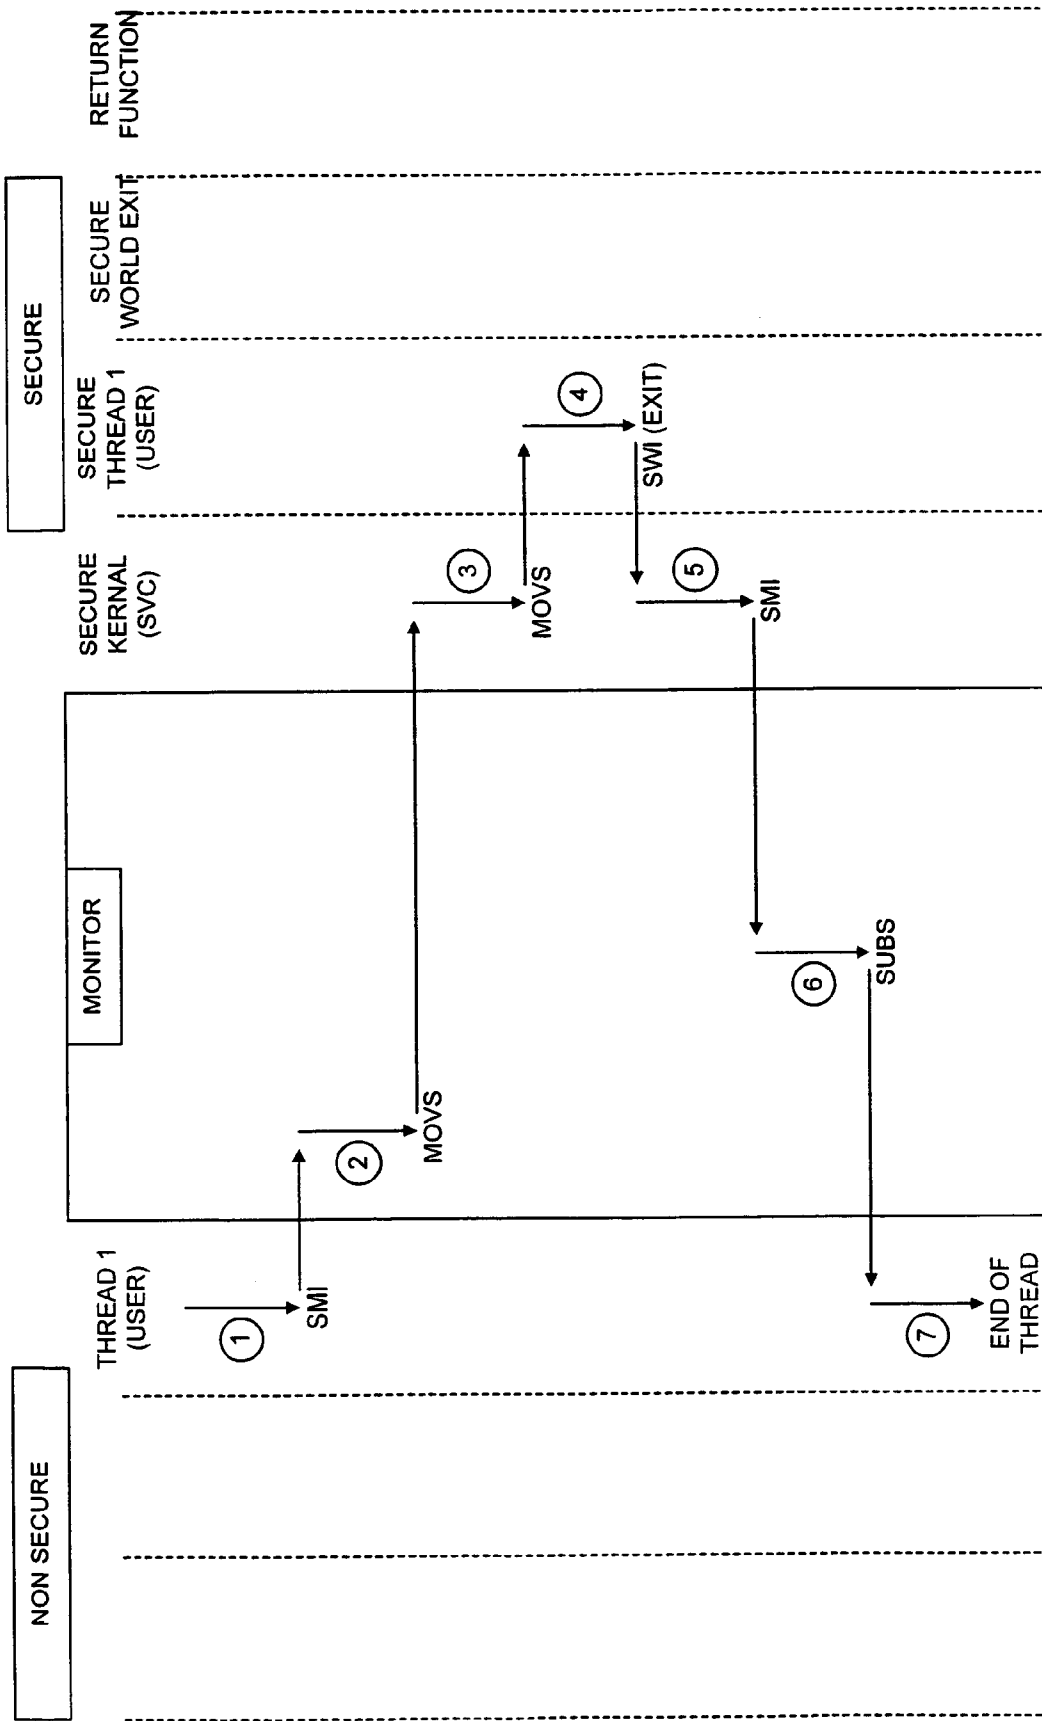 NON SECURE
MONITOR
SECURE
THREAD 1
(USER)
SECURE
KERNAL
(SVC)
SECURE
THREAD 1
(USER)
SECURE
WORLD EXIT
RETURN
FUNCTION
1
SMI
2
MOVS
3
MOVS
4
SWI (EXIT)
5
SMI
6
SUBS
7
END OF
THREAD